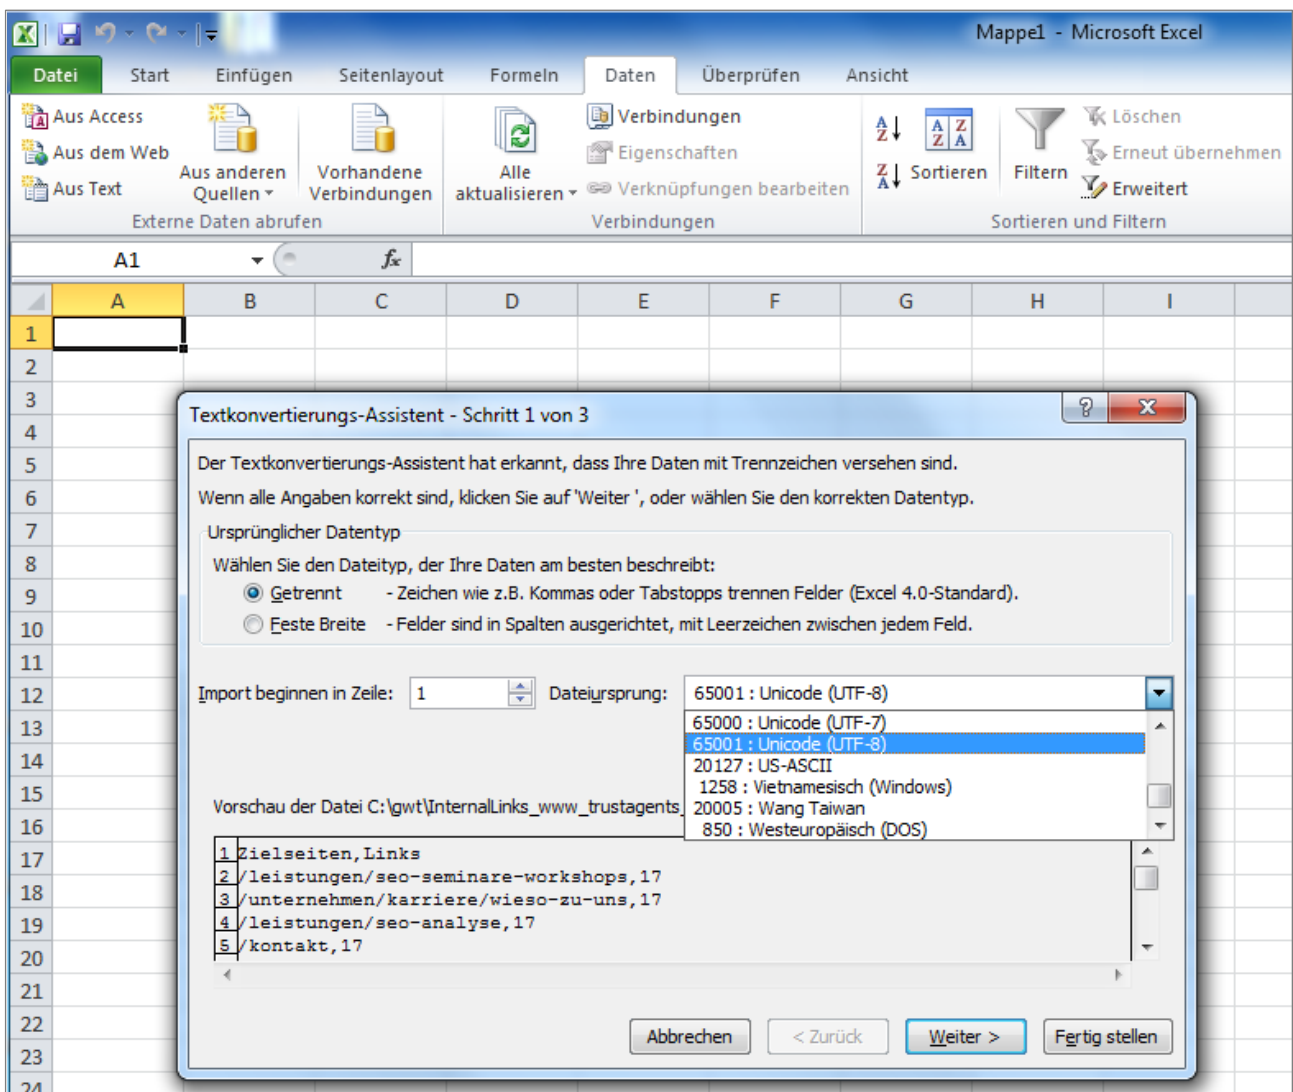 Mappe1 - Microsoft Excel
Datei Start Einfügen Seitenlayout Formeln Daten Überprüfen Ansicht
Aus Access
Aus dem Web
Aus Text
Aus anderen
Quellen
Vorhandene
Verbindungen
Externe Daten abrufen
Alle
aktualisieren
Verbindungen
Eigenschaften
Verknüpfungen bearbeiten
Verbindungen
A
Z
Z
A
A Z
Z A
Sortieren
Filtern
Löschen
Erneut übernehmen
Erweitert
Sortieren und Filtern
A1 fx
A B C D E F G H I
1
2
3
4
5
6
7
8
9
10
11
12
13
14
15
16
17
18
19
20
21
22
23
24
Textkonvertierungs-Assistent - Schritt 1 von 3
Der Textkonvertierungs-Assistent hat erkannt, dass Ihre Daten mit Trennzeichen versehen sind.
Wenn alle Angaben korrekt sind, klicken Sie auf 'Weiter ', oder wählen Sie den korrekten Datentyp.
Ursprünglicher Datentyp
Wählen Sie den Dateityp, der Ihre Daten am besten beschreibt:
Getrennt - Zeichen wie z.B. Kommas oder Tabstopps trennen Felder (Excel 4.0-Standard).
Feste Breite - Felder sind in Spalten ausgerichtet, mit Leerzeichen zwischen jedem Feld.
Import beginnen in Zeile: 1 Dateiursprung: 65001 : Unicode (UTF-8)
65000 : Unicode (UTF-7)
65001 : Unicode (UTF-8)
20127 : US-ASCII
1258 : Vietnamesisch (Windows)
20005 : Wang Taiwan
850 : Westeuropäisch (DOS)
Vorschau der Datei C:\gwt\InternalLinks_www_trustagents_
1 Zielseiten,Links
2 /leistungen/seo-seminare-workshops,17
3 /unternehmen/karriere/wieso-zu-uns,17
4 /leistungen/seo-analyse,17
5 /kontakt,17
Abbrechen < Zurück Weiter > Fertig stellen